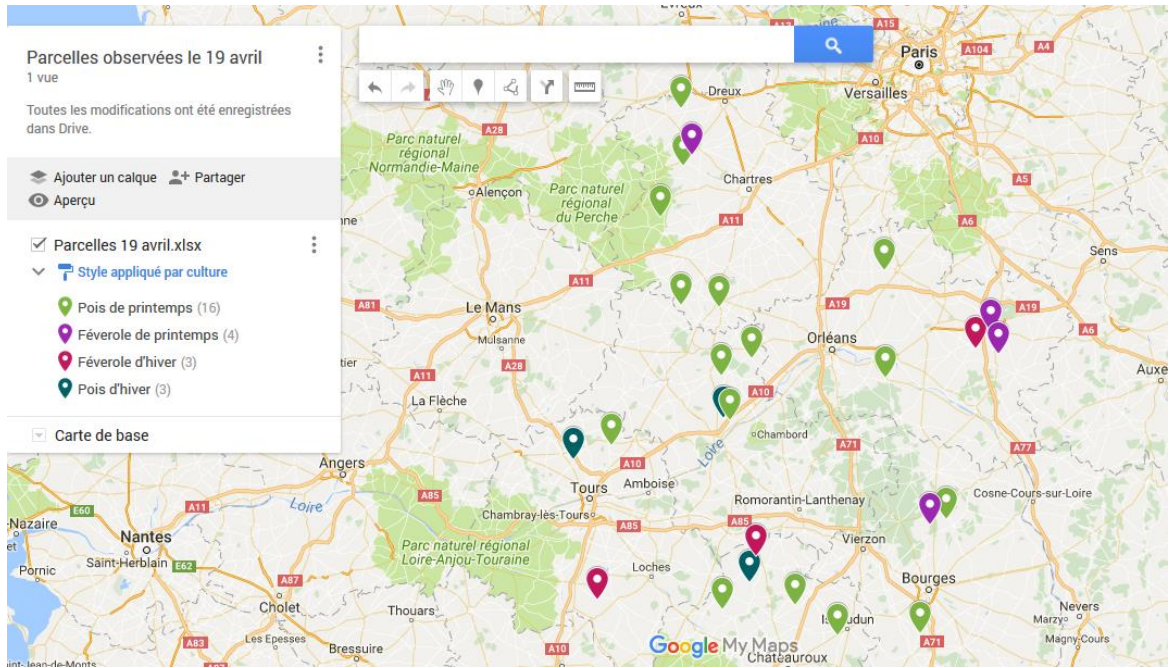 Parcelles observées le 19 avril
1 vue
Toutes les modifications ont été enregistrées
dans Drive.
Ajouter un calque
Partager
Aperçu
Parcelles 19 avril.xlsx
Style appliqué par culture
Pois de printemps (16)
Féverole de printemps (4)
Féverole d'hiver (3)
Pois d'hiver (3)
Carte de base
A15
Paris
A104
A4
Versailles
Dreux
A10
A28
Parc naturel
régional
Normandie-Maine
Alençon
Parc naturel
régional
du Perche
Chartres
A11
A5
A6
Sens
A11
A81
Le Mans
Mulsanne
A19
A19
A6
Orléans
Auxe
A11
A28
La Flèche
A10
Chambord
A71
A77
Loire
A10
Angers
Tours
Amboise
A85
Romorantin-Lanthenay
Cosne-Cours-sur-Loire
E60
A11
Loire
Chambray-lès-Tours
A85
A85
Vierzon
Nazaire
Nantes
Saint-Herblain
E62
Pornic
Parc naturel régional
Loire-Anjou-Touraine
Loches
Bourges
A87
Cholet
Thouars
Nevers
Marzy
Magny-Cours
A83
Les Epesses
Bressuire
A10
A71
Google My Maps
Châteauroux